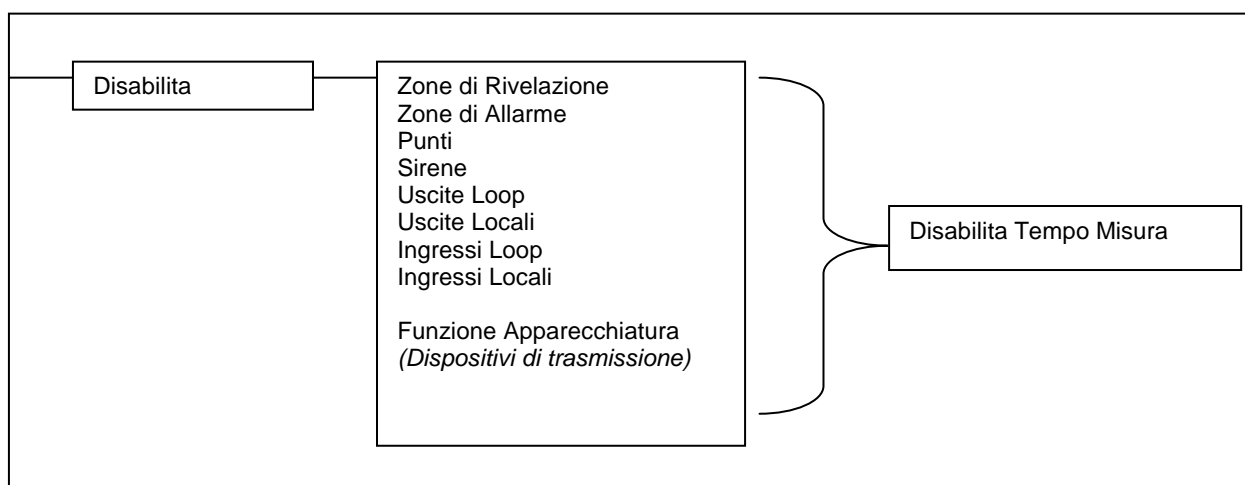 Disabilita
Zone di Rivelazione
Zone di Allarme
Punti
Sirene
Uscite Loop
Uscite Locali
Ingressi Loop
Ingressi Locali
Funzione Apparecchiatura
(Dispositivi di trasmissione)
Disabilita Tempo Misura